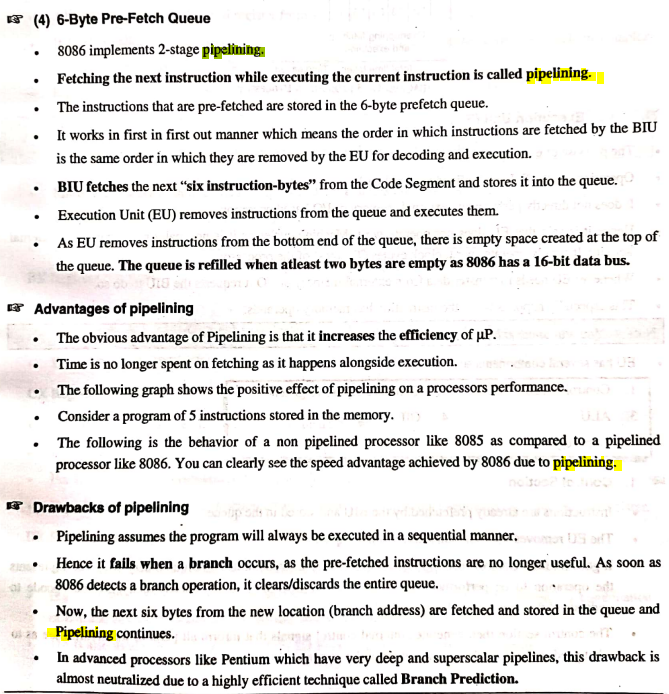 ☞ (4) 6-Byte Pre-Fetch Queue
• 8086 implements 2-stage pipelining.
• Fetching the next instruction while executing the current instruction is called pipelining.
• The instructions that are pre-fetched are stored in the 6-byte prefetch queue.
• It works in first in first out manner which means the order in which instructions are fetched by the BIU
is the same order in which they are removed by the EU for decoding and execution.
• BIU fetches the next “six instruction-bytes” from the Code Segment and stores it into the queue.
• Execution Unit (EU) removes instructions from the queue and executes them.
• As EU removes instructions from the bottom end of the queue, there is empty space created at the top of
the queue. The queue is refilled when atleast two bytes are empty as 8086 has a 16-bit data bus.
☞ Advantages of pipelining
• The obvious advantage of Pipelining is that it increases the efficiency of µP.
• Time is no longer spent on fetching as it happens alongside execution.
• The following graph shows the positive effect of pipelining on a processors performance.
• Consider a program of 5 instructions stored in the memory.
• The following is the behavior of a non pipelined processor like 8085 as compared to a pipelined
processor like 8086. You can clearly see the speed advantage achieved by 8086 due to pipelining.
☞ Drawbacks of pipelining
• Pipelining assumes the program will always be executed in a sequential manner.
• Hence it fails when a branch occurs, as the pre-fetched instructions are no longer useful. As soon as
8086 detects a branch operation, it clears/discards the entire queue.
• Now, the next six bytes from the new location (branch address) are fetched and stored in the queue and
Pipelining continues.
• In advanced processors like Pentium which have very deep and superscalar pipelines, this drawback is
almost neutralized due to a highly efficient technique called Branch Prediction.